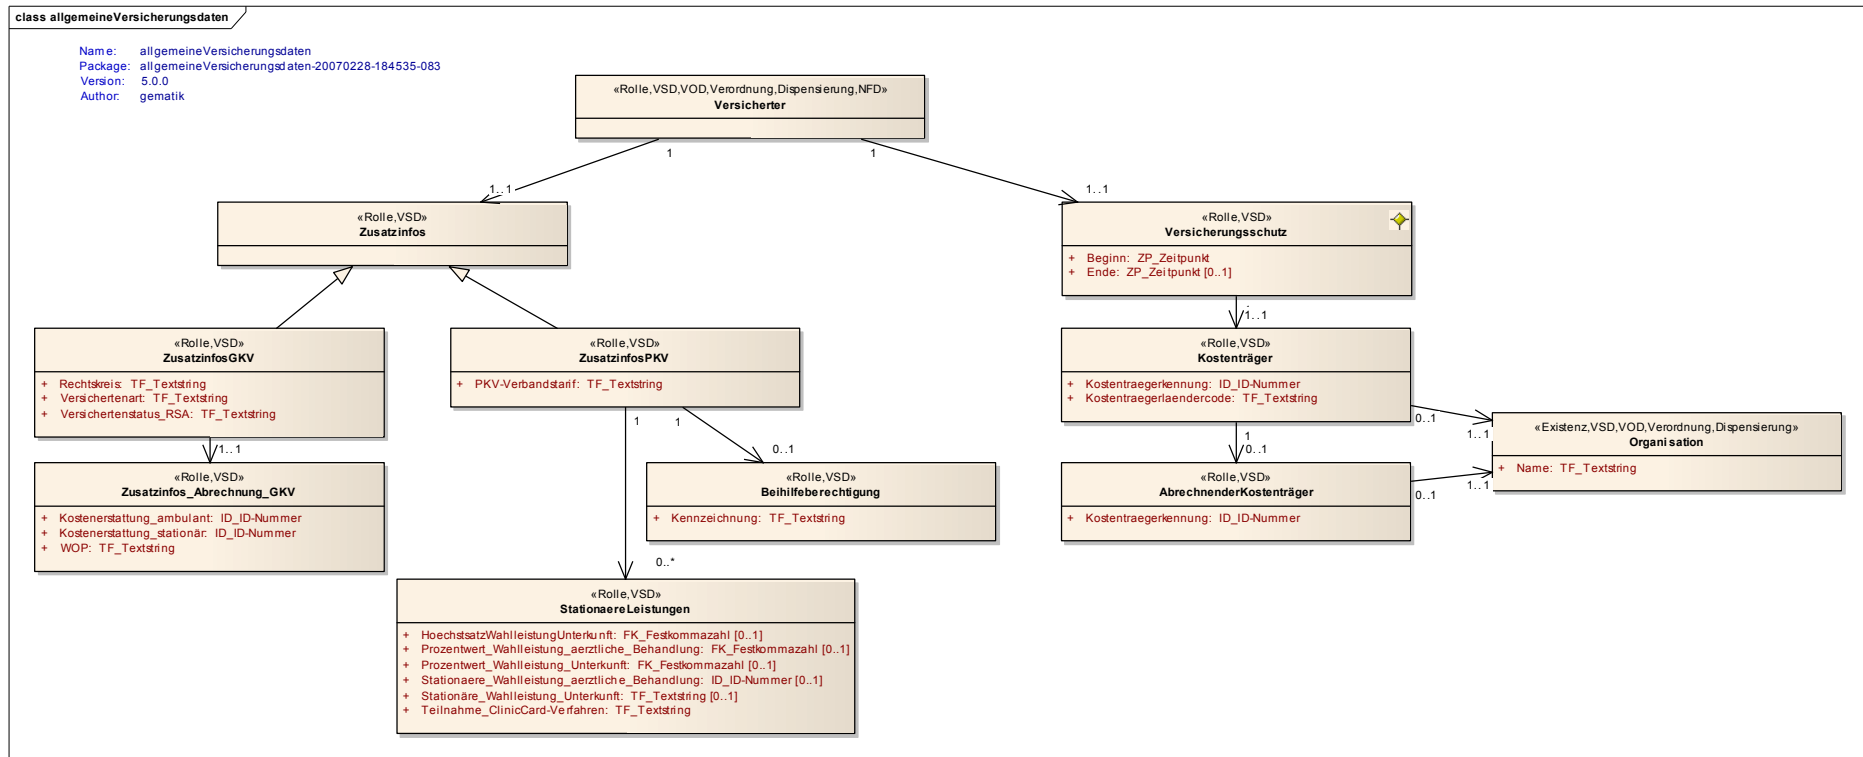 class allgemeineVersicherungsdaten
Name: allgemeineVersicherungsdaten
Package: allgemeineVersicherungsdaten-20070228-184535-083
Version: 5.0.0
Author: gematik
«Rolle,VSD,VOD,Verordnung,Dispensierung,NFD»
Versicherter
1
1
1..1
1..1
«Rolle,VSD»
Zusatzinfos
«Rolle,VSD»
Versicherungsschutz
+ Beginn: ZP_Zeitpunkt
+ Ende: ZP_Zeitpunkt [0..1]
1..1
«Rolle,VSD»
ZusatzinfosGKV
+ Rechtskreis: TF_Textstring
+ Versichertenart: TF_Textstring
+ Versichertenstatus_RSA: TF_Textstring
«Rolle,VSD»
ZusatzinfosPKV
+ PKV-Verbandstarif: TF_Textstring
«Rolle,VSD»
Kostenträger
+ Kostentraegerkennung: ID_ID-Nummer
+ Kostentraegerlaendercode: TF_Textstring
1..1
1
1
0..1
1
0..1
0..1
1..1
«Existenz,VSD,VOD,Verordnung,Dispensierung»
Organisation
+ Name: TF_Textstring
«Rolle,VSD»
Zusatzinfos_Abrechnung_GKV
+ Kostenerstattung_ambulant: ID_ID-Nummer
+ Kostenerstattung_stationär: ID_ID-Nummer
+ WOP: TF_Textstring
«Rolle,VSD»
Beihilfeberechtigung
+ Kennzeichnung: TF_Textstring
«Rolle,VSD»
AbrechnenderKostenträger
+ Kostentraegerkennung: ID_ID-Nummer
0..1
1..1
0..*
«Rolle,VSD»
StationaereLeistungen
+ HoechstsatzWahlleistungUnterkunft: FK_Festkommazahl [0..1]
+ Prozentwert_Wahlleistung_aerztliche_Behandlung: FK_Festkommazahl [0..1]
+ Prozentwert_Wahlleistung_Unterkunft: FK_Festkommazahl [0..1]
+ Stationaere_Wahlleistung_aerztliche_Behandlung: ID_ID-Nummer [0..1]
+ Stationäre_Wahlleistung_Unterkunft: TF_Textstring [0..1]
+ Teilnahme_ClinicCard-Verfahren: TF_Textstring